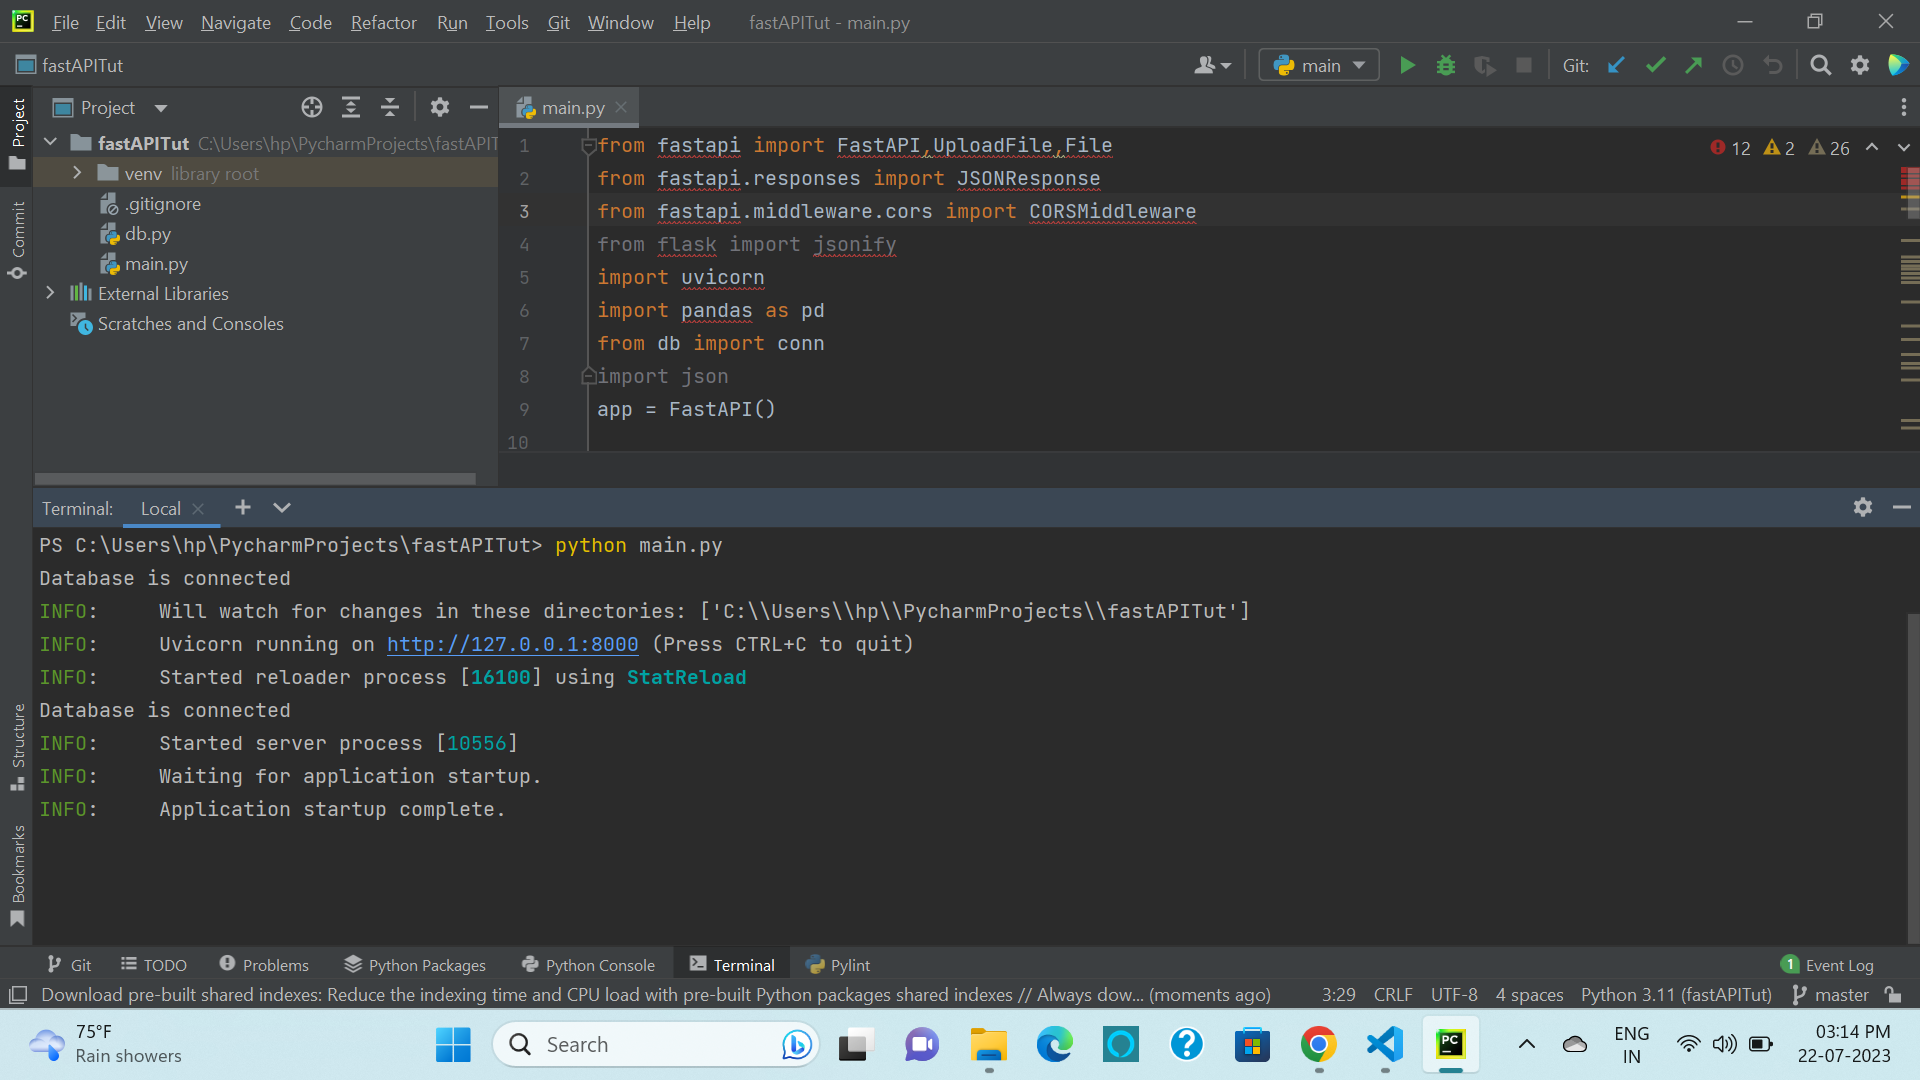 PC File Edit View Navigate Code Refactor Run Tools Git Window Help fastAPITut - main.py
fastAPITut main Git:
Project
main.py
Project
Commit
Structure
Bookmarks
fastAPITut C:\Users\hp\PycharmProjects\fastAPIT
venv library root
.gitignore
db.py
main.py
External Libraries
Scratches and Consoles
12 2 26
1 from fastapi import FastAPI,UploadFile,File
2 from fastapi.responses import JSONResponse
3 from fastapi.middleware.cors import CORSMiddleware
4 from flask import jsonify
5 import uvicorn
6 import pandas as pd
7 from db import conn
8 import json
9 app = FastAPI()
10
Terminal: Local
PS C:\Users\hp\PycharmProjects\fastAPITut> python main.py
Database is connected
INFO: Will watch for changes in these directories: ['C:\\Users\\hp\\PycharmProjects\\fastAPITut']
INFO: Uvicorn running on http://127.0.0.1:8000 (Press CTRL+C to quit)
INFO: Started reloader process [16100] using StatReload
Database is connected
INFO: Started server process [10556]
INFO: Waiting for application startup.
INFO: Application startup complete.
Git TODO Problems Python Packages Python Console Terminal Pylint 1 Event Log
Download pre-built shared indexes: Reduce the indexing time and CPU load with pre-built Python packages shared indexes // Always dow... (moments ago) 3:29 CRLF UTF-8 4 spaces Python 3.11 (fastAPITut) master
75°F
Rain showers
Search
PC
ENG
IN
03:14 PM
22-07-2023